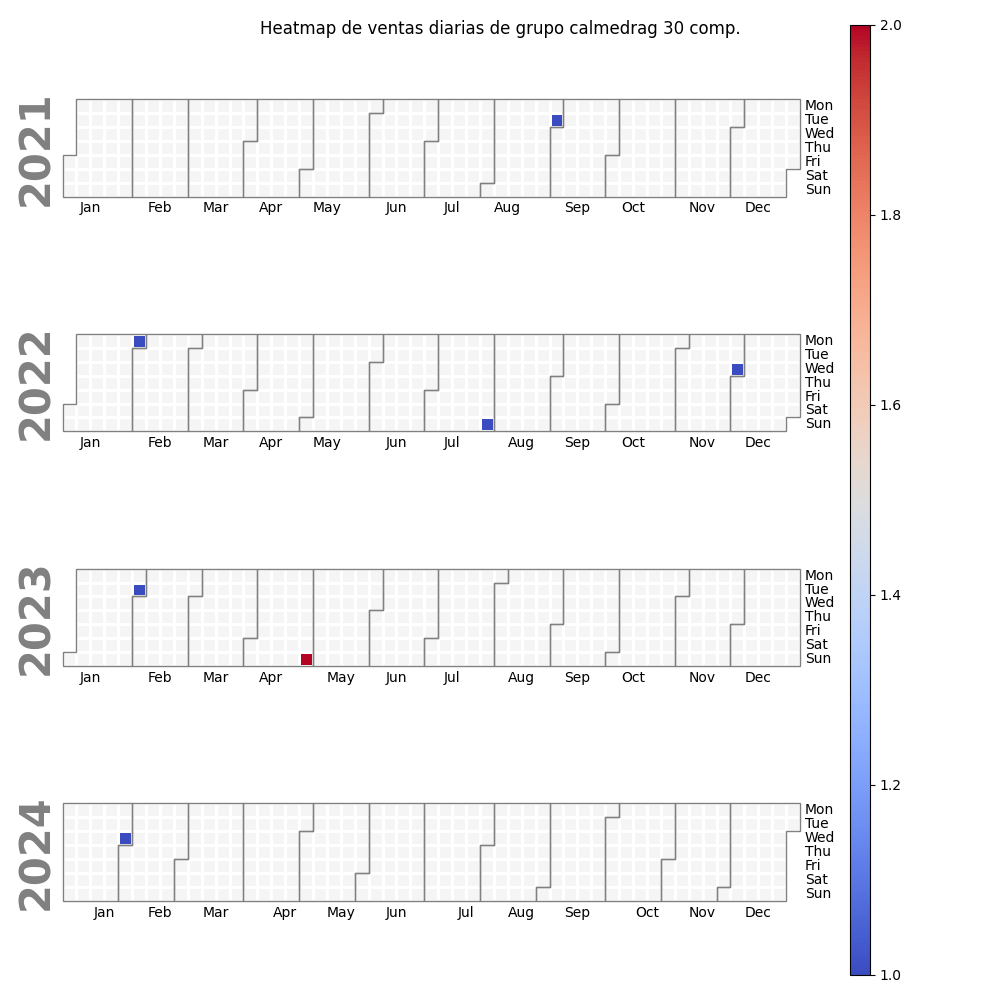 Heatmap de ventas diarias de grupo calmedrag 30 comp.
2021
Mon
Tue
Wed
Thu
Fri
Sat
Sun
Jan Feb Mar Apr May Jun Jul Aug Sep Oct Nov Dec
2022
Mon
Tue
Wed
Thu
Fri
Sat
Sun
Jan Feb Mar Apr May Jun Jul Aug Sep Oct Nov Dec
2023
Mon
Tue
Wed
Thu
Fri
Sat
Sun
Jan Feb Mar Apr May Jun Jul Aug Sep Oct Nov Dec
2024
Mon
Tue
Wed
Thu
Fri
Sat
Sun
Jan Feb Mar Apr May Jun Jul Aug Sep Oct Nov Dec
2.0
1.8
1.6
1.4
1.2
1.0